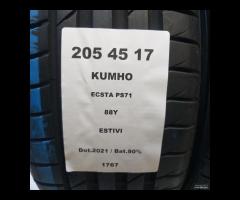 205 45 17
KUMHO
ECSTA PS71
88Y
ESTIVI
Dot.2021 / Bat.90%
1767